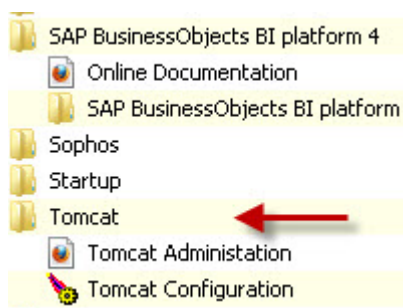 SAP BusinessObjects BI platform 4
Online Documentation
SAP BusinessObjects BI platform
Sophos
Startup
Tomcat
Tomcat Administation
Tomcat Configuration